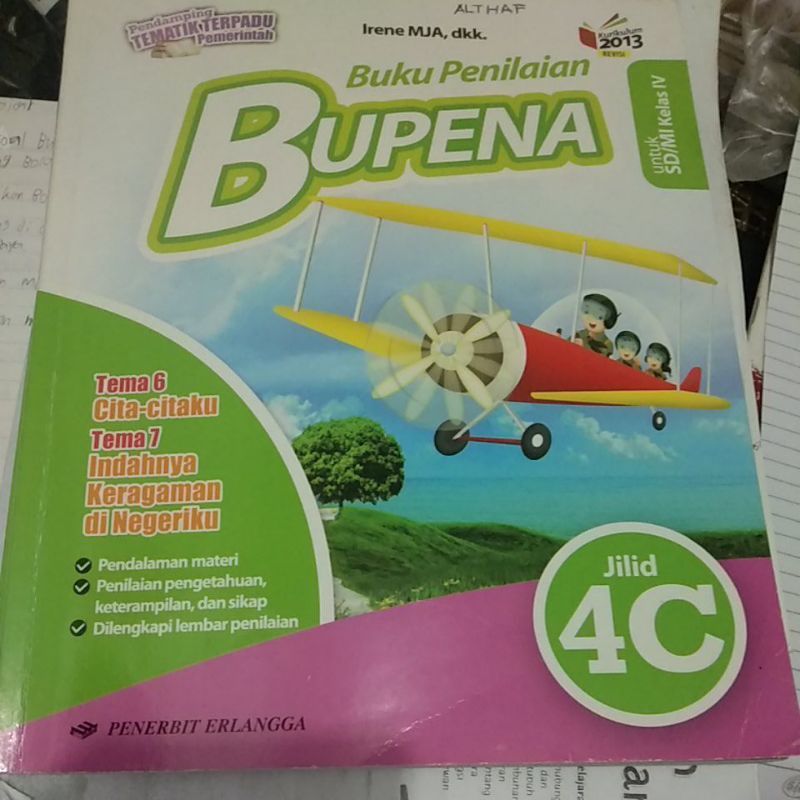 ALTHAF
Pendamping
TEMATIK TERPADU
Pemerintah
Irene MJA, dkk.
Kurikulum
2013
REVISI
Buku Penilaian
BUPENA
untuk
SD/MI Kelas IV
Tema 6
Cita-citaku
Tema 7
Indahnya
Keragaman
di Negeriku
Pendalaman materi
Penilaian pengetahuan,
keterampilan, dan sikap
Dilengkapi lembar penilaian
Jilid
4C
PENERBIT ERLANGGA